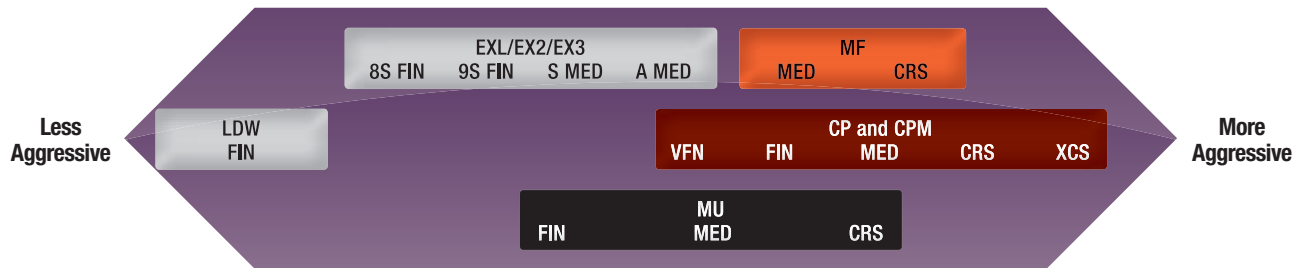 EXL/EX2/EX3
8S FIN 9S FIN S MED A MED
MF
MED CRS
Less
Aggressive
LDW
FIN
CP and CPM
VFN FIN MED CRS XCS
More
Aggressive
MU
FIN MED CRS